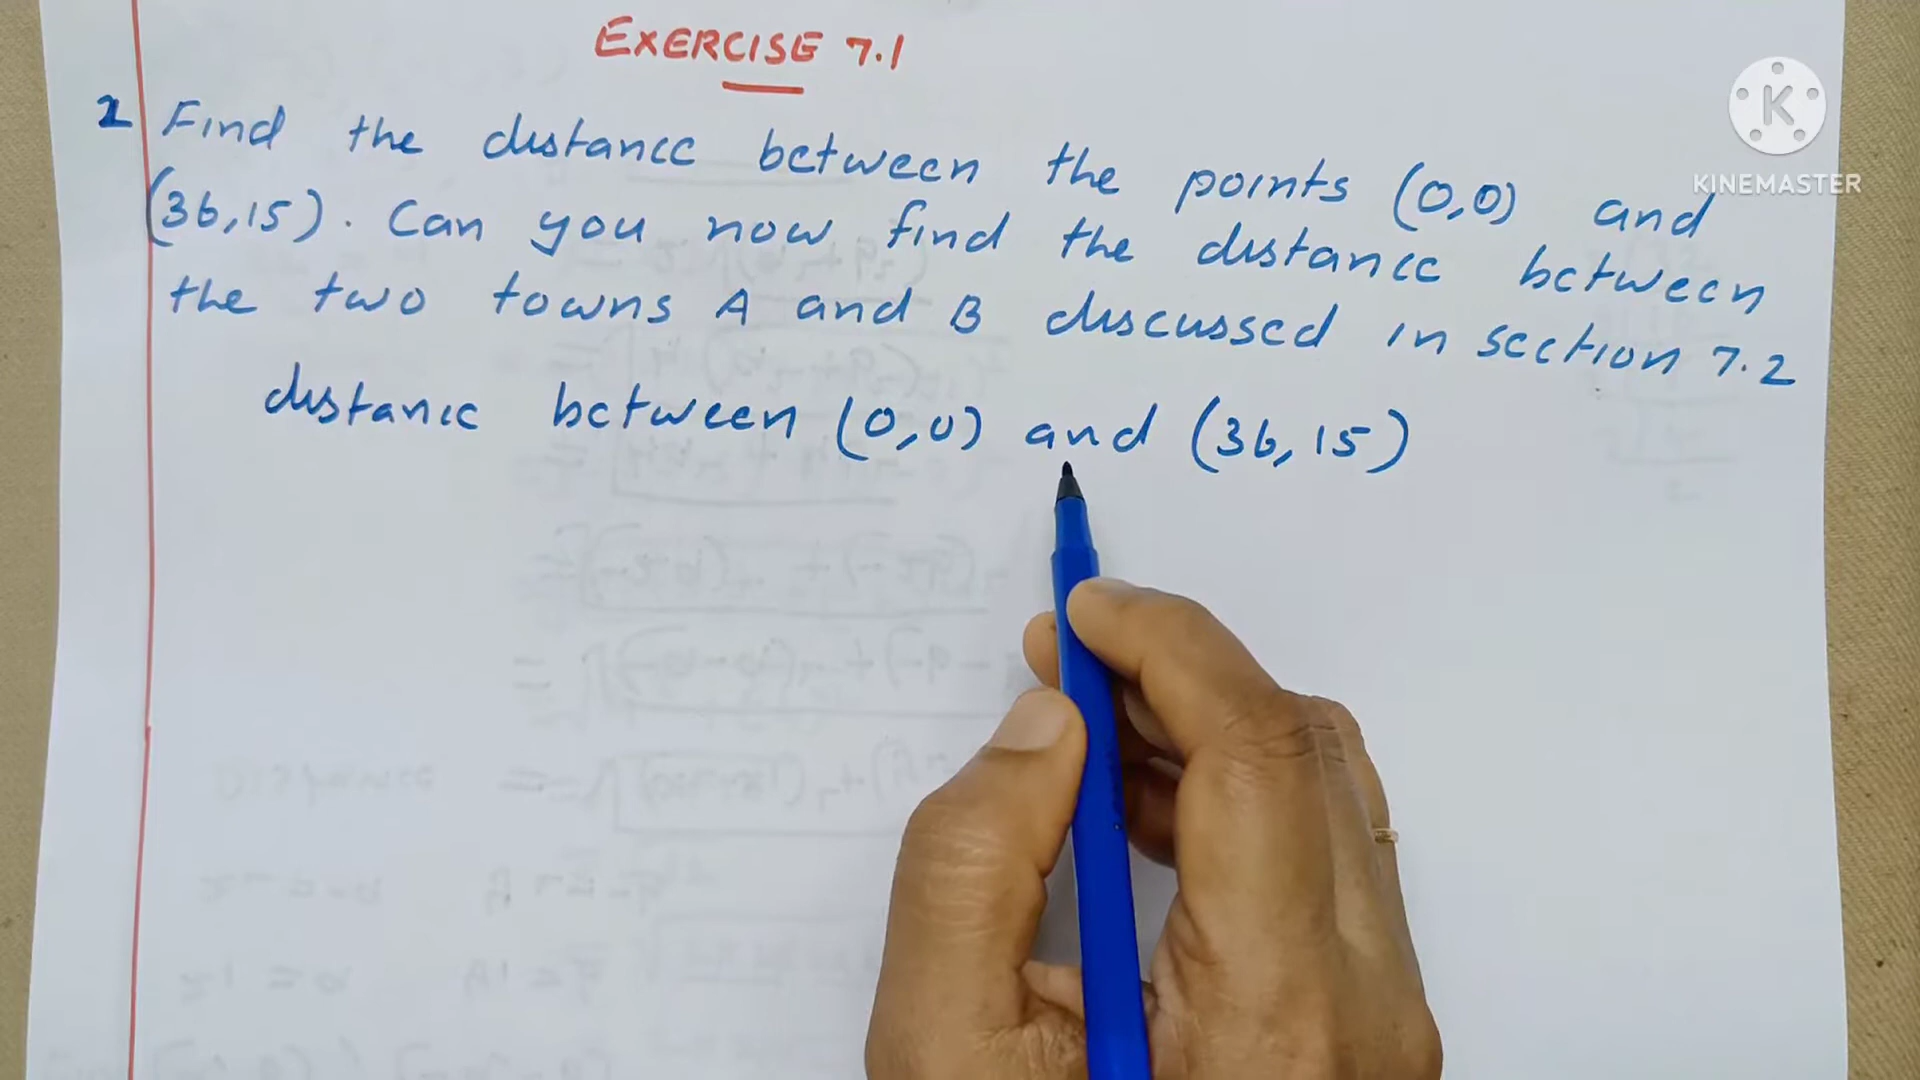 EXERCISE 7.1
2 Find the distance between the points (0,0) and
(36,15). Can you now find the distance between
the two towns A and B discussed in section 7.2
distance between (0,0) and (36,15)
K
KINEMASTER